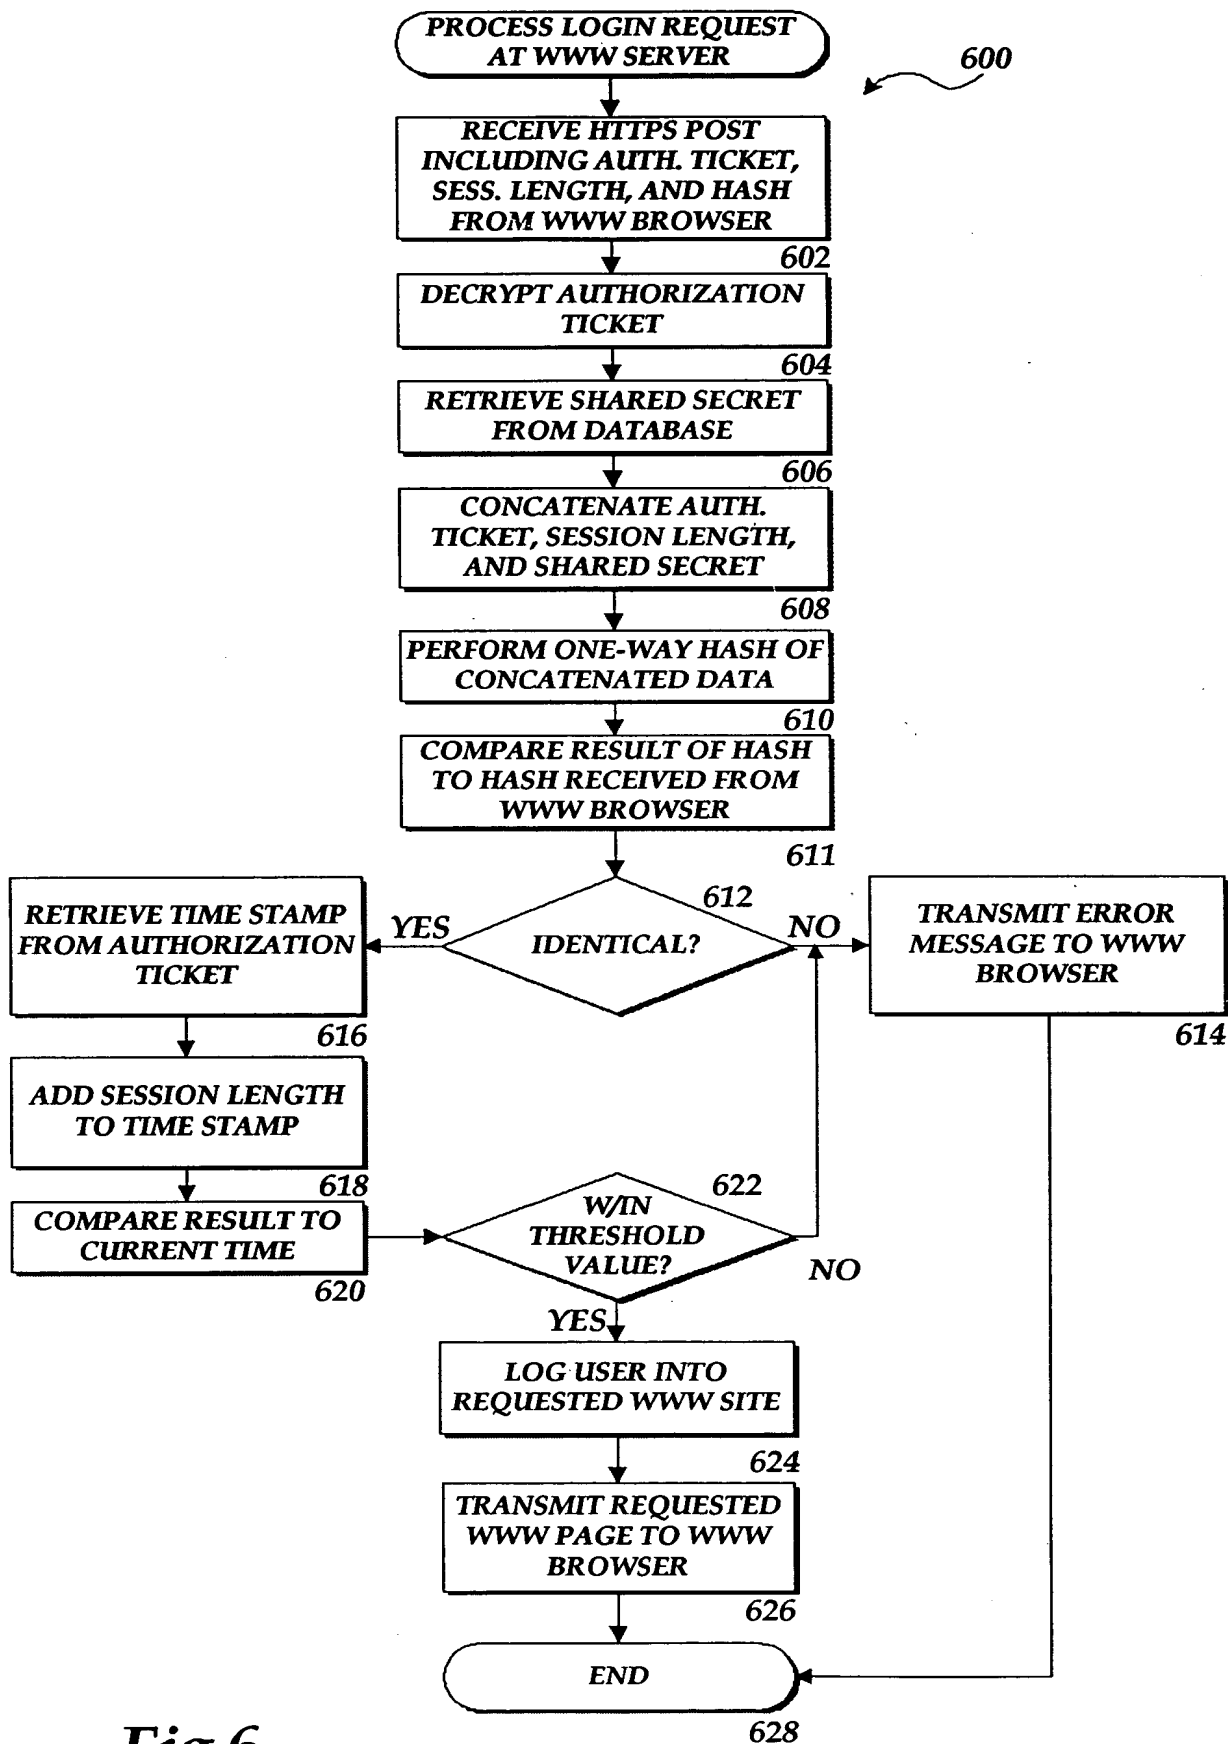 PROCESS LOGIN REQUEST
AT WWW SERVER
600
RECEIVE HTTPS POST
INCLUDING AUTH. TICKET,
SESS. LENGTH, AND HASH
FROM WWW BROWSER
602
DECRYPT AUTHORIZATION
TICKET
604
RETRIEVE SHARED SECRET
FROM DATABASE
606
CONCATENATE AUTH.
TICKET, SESSION LENGTH,
AND SHARED SECRET
608
PERFORM ONE-WAY HASH OF
CONCATENATED DATA
610
COMPARE RESULT OF HASH
TO HASH RECEIVED FROM
WWW BROWSER
611
612
IDENTICAL?
YES
NO
TRANSMIT ERROR
MESSAGE TO WWW
BROWSER
614
RETRIEVE TIME STAMP
FROM AUTHORIZATION
TICKET
616
ADD SESSION LENGTH
TO TIME STAMP
618
COMPARE RESULT TO
CURRENT TIME
620
622
W/IN
THRESHOLD
VALUE?
NO
YES
LOG USER INTO
REQUESTED WWW SITE
624
TRANSMIT REQUESTED
WWW PAGE TO WWW
BROWSER
626
END
628
Fig.6.